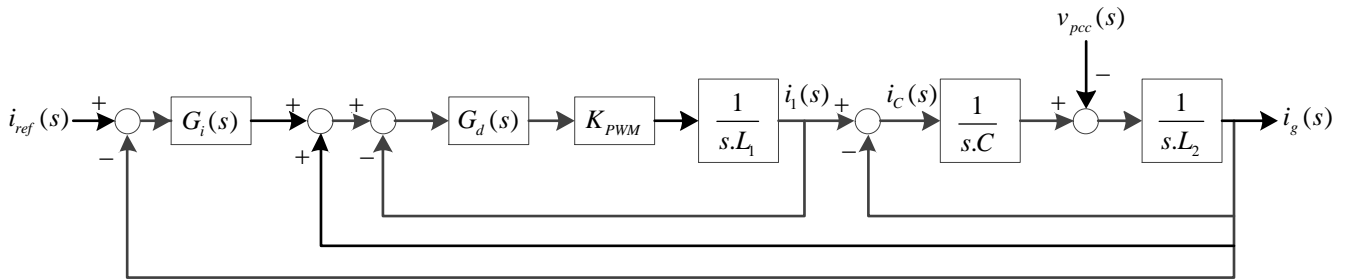 v_pcc(s)
−
i_ref(s)
+
−
G_i(s)
+
+
+
−
G_d(s)
K_PWM
1
s.L_1
i_1(s)
+
−
i_C(s)
1
s.C
+
1
s.L_2
i_g(s)